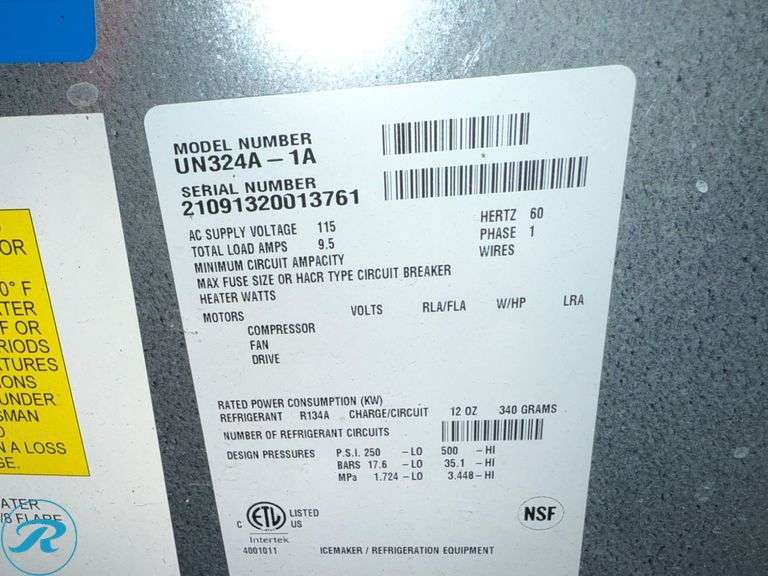 MODEL NUMBER
UN324A-1A
SERIAL NUMBER
21091320013761
AC SUPPLY VOLTAGE 115 HERTZ 60
TOTAL LOAD AMPS 9.5 PHASE 1
MINIMUM CIRCUIT AMPACITY WIRES
MAX FUSE SIZE OR HACR TYPE CIRCUIT BREAKER
HEATER WATTS
MOTORS VOLTS RLA/FLA W/HP LRA
COMPRESSOR
FAN
DRIVE
RATED POWER CONSUMPTION (KW)
REFRIGERANT R134A CHARGE/CIRCUIT 12 OZ 340 GRAMS
NUMBER OF REFRIGERANT CIRCUITS
DESIGN PRESSURES P.S.I. 250 -LO 500 -HI
BARS 17.6 -LO 35.1 -HI
MPa 1.724 -LO 3.448 -HI
C ETL US LISTED
Intertek
4001011
NSF
ICEMAKER / REFRIGERATION EQUIPMENT
OR
0° F
TER
F OR
RIODS
ATURES
IONS
UNDER
SMAN
O
N A LOSS
GE.
ATER
/8 FLARE
R